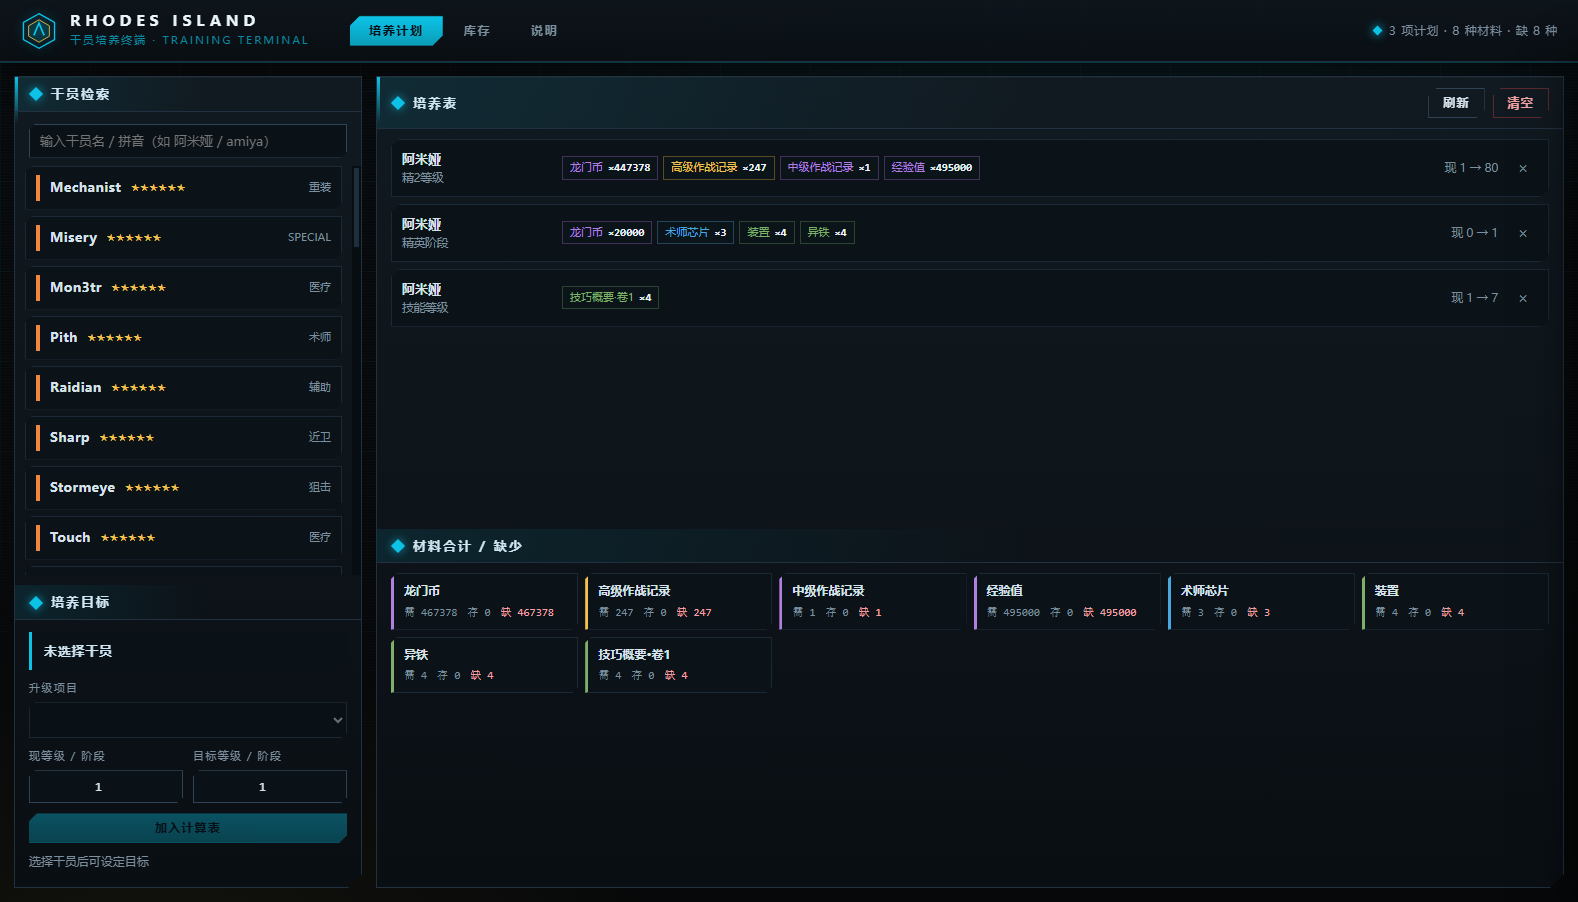 RHODES ISLAND
干员培养终端 · TRAINING TERMINAL
培养计划
库存
说明
3 项计划 · 8 种材料 · 缺 8 种
干员检索
输入干员名 / 拼音（如 阿米娅 / amiya）
Mechanist ★★★★★★ 重装
Misery ★★★★★★ SPECIAL
Mon3tr ★★★★★★ 医疗
Pith ★★★★★★ 术师
Raidian ★★★★★★ 辅助
Sharp ★★★★★★ 近卫
Stormeye ★★★★★★ 狙击
Touch ★★★★★★ 医疗
培养目标
未选择干员
升级项目
现等级 / 阶段 目标等级 / 阶段
1 1
加入计算表
选择干员后可设定目标
培养表
刷新 清空
阿米娅
精2等级
龙门币 ×447378 高级作战记录 ×247 中级作战记录 ×1 经验值 ×495000
现 1 → 80 ×
阿米娅
精英阶段
龙门币 ×20000 术师芯片 ×3 装置 ×4 异铁 ×4
现 0 → 1 ×
阿米娅
技能等级
技巧概要·卷1 ×4
现 1 → 7 ×
材料合计 / 缺少
龙门币
需 467378 存 0 缺 467378
高级作战记录
需 247 存 0 缺 247
中级作战记录
需 1 存 0 缺 1
经验值
需 495000 存 0 缺 495000
术师芯片
需 3 存 0 缺 3
装置
需 4 存 0 缺 4
异铁
需 4 存 0 缺 4
技巧概要·卷1
需 4 存 0 缺 4